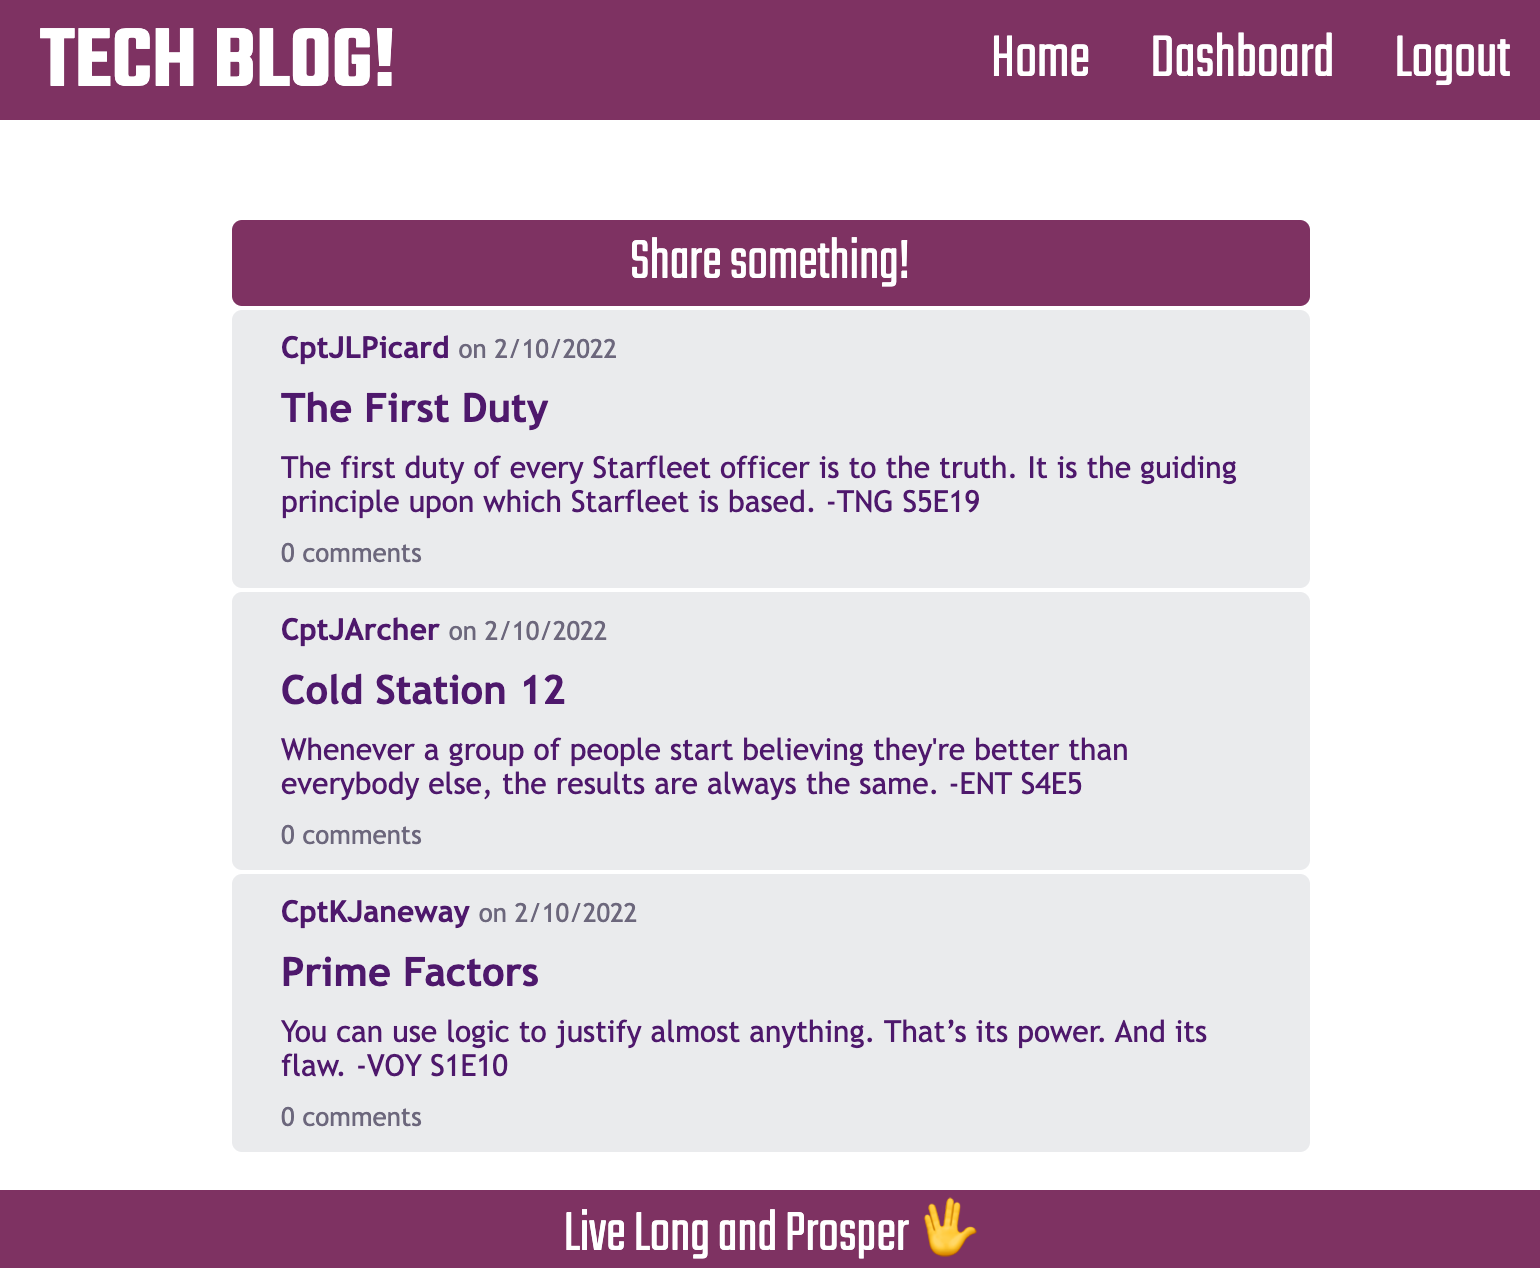 TECH BLOG!
Home Dashboard Logout
Share something!
CptJLPicard on 2/10/2022
The First Duty
The first duty of every Starfleet officer is to the truth. It is the guiding
principle upon which Starfleet is based. -TNG S5E19
0 comments
CptJArcher on 2/10/2022
Cold Station 12
Whenever a group of people start believing they're better than
everybody else, the results are always the same. -ENT S4E5
0 comments
CptKJaneway on 2/10/2022
Prime Factors
You can use logic to justify almost anything. That’s its power. And its
flaw. -VOY S1E10
0 comments
Live Long and Prosper 🖖